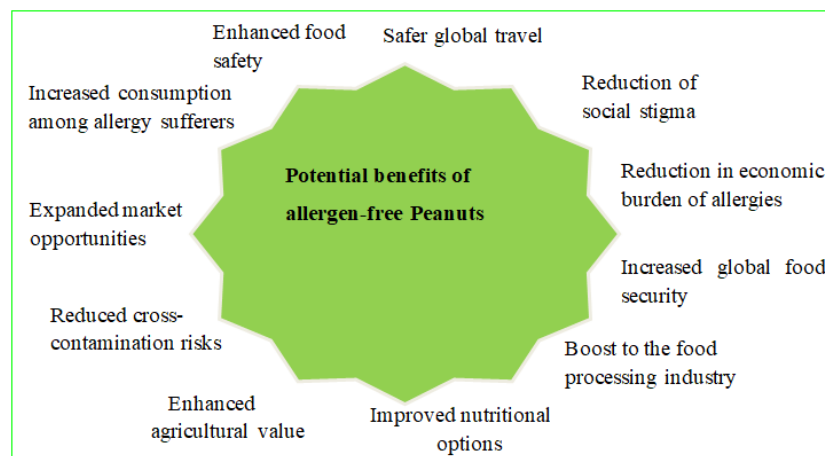 Enhanced food
safety
Safer global travel
Reduction of
social stigma
Increased consumption
among allergy sufferers
Potential benefits of
allergen-free Peanuts
Reduction in economic
burden of allergies
Expanded market
opportunities
Increased global food
security
Reduced cross-
contamination risks
Boost to the food
processing industry
Enhanced
agricultural value
Improved nutritional
options